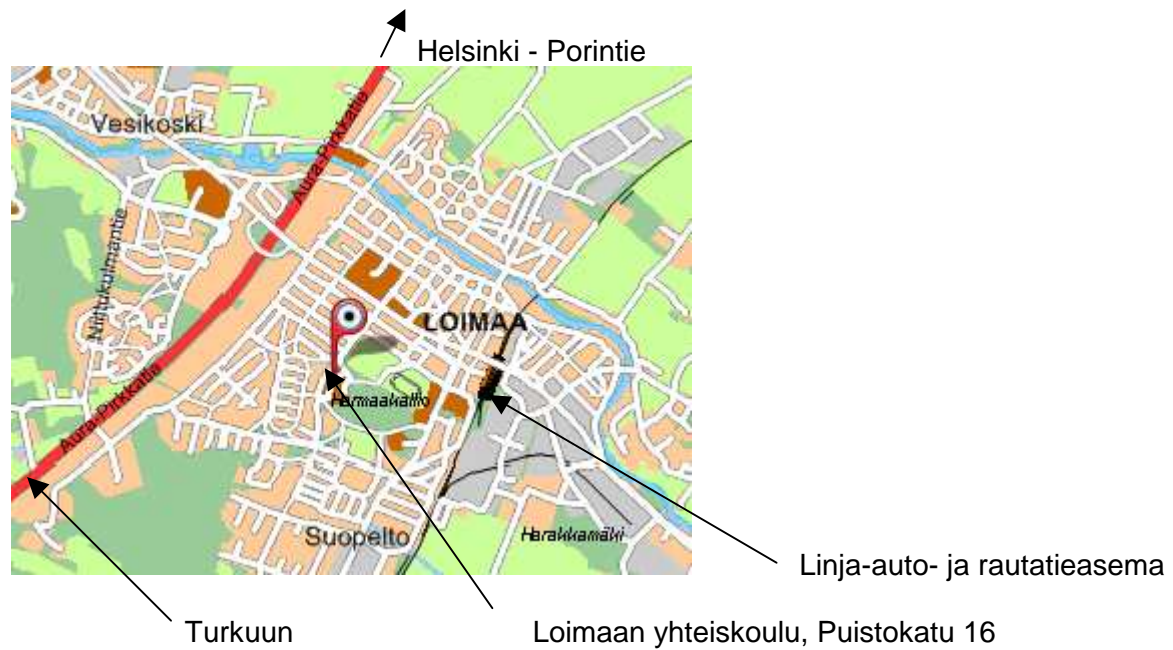 Helsinki - Porintie
Vesikoski
Aura-Pirkkatie
Niittukulmantie
LOIMAA
Harmaakallio
Aura-Pirkkatie
Suopelto
Harakkamäki
Linja-auto- ja rautatieasema
Turkuun
Loimaan yhteiskoulu, Puistokatu 16